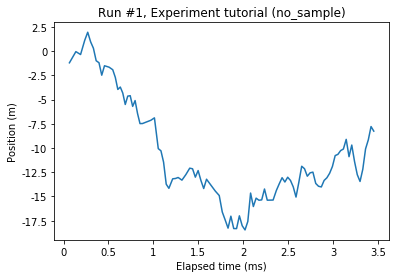 Run #1, Experiment tutorial (no_sample)
2.5
0
-2.5
-5
-7.5
-10
-12.5
-15
-17.5
Position (m)
0 0.5 1 1.5 2 2.5 3 3.5
Elapsed time (ms)